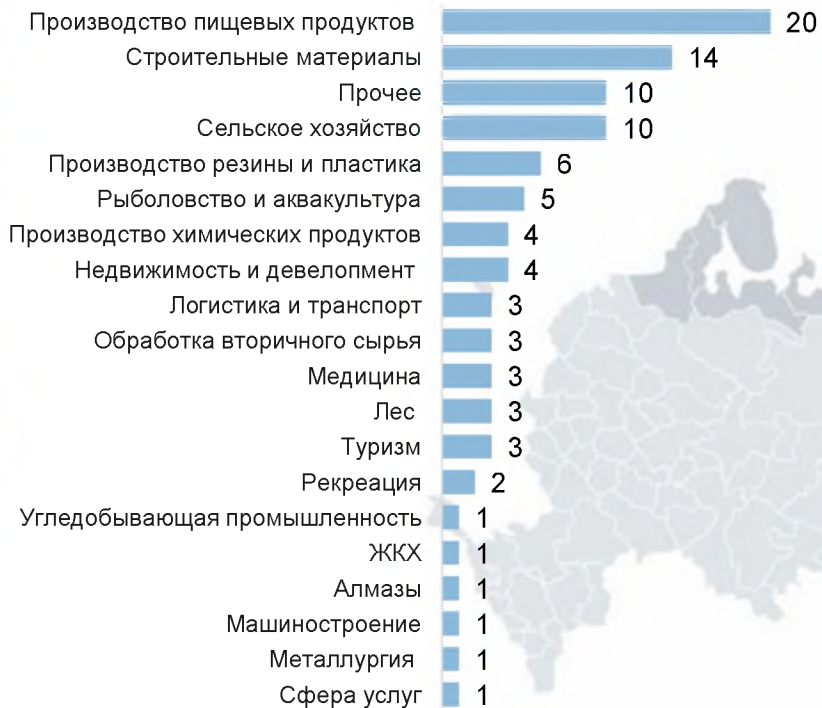 Производство пищевых продуктов 20
Строительные материалы 14
Прочее 10
Сельское хозяйство 10
Производство резины и пластика 6
Рыболовство и аквакультура 5
Производство химических продуктов 4
Недвижимость и девелопмент 4
Логистика и транспорт 3
Обработка вторичного сырья 3
Медицина 3
Лес 3
Туризм 3
Рекреация 2
Угледобывающая промышленность 1
ЖКХ 1
Алмазы 1
Машиностроение 1
Металлургия 1
Сфера услуг 1